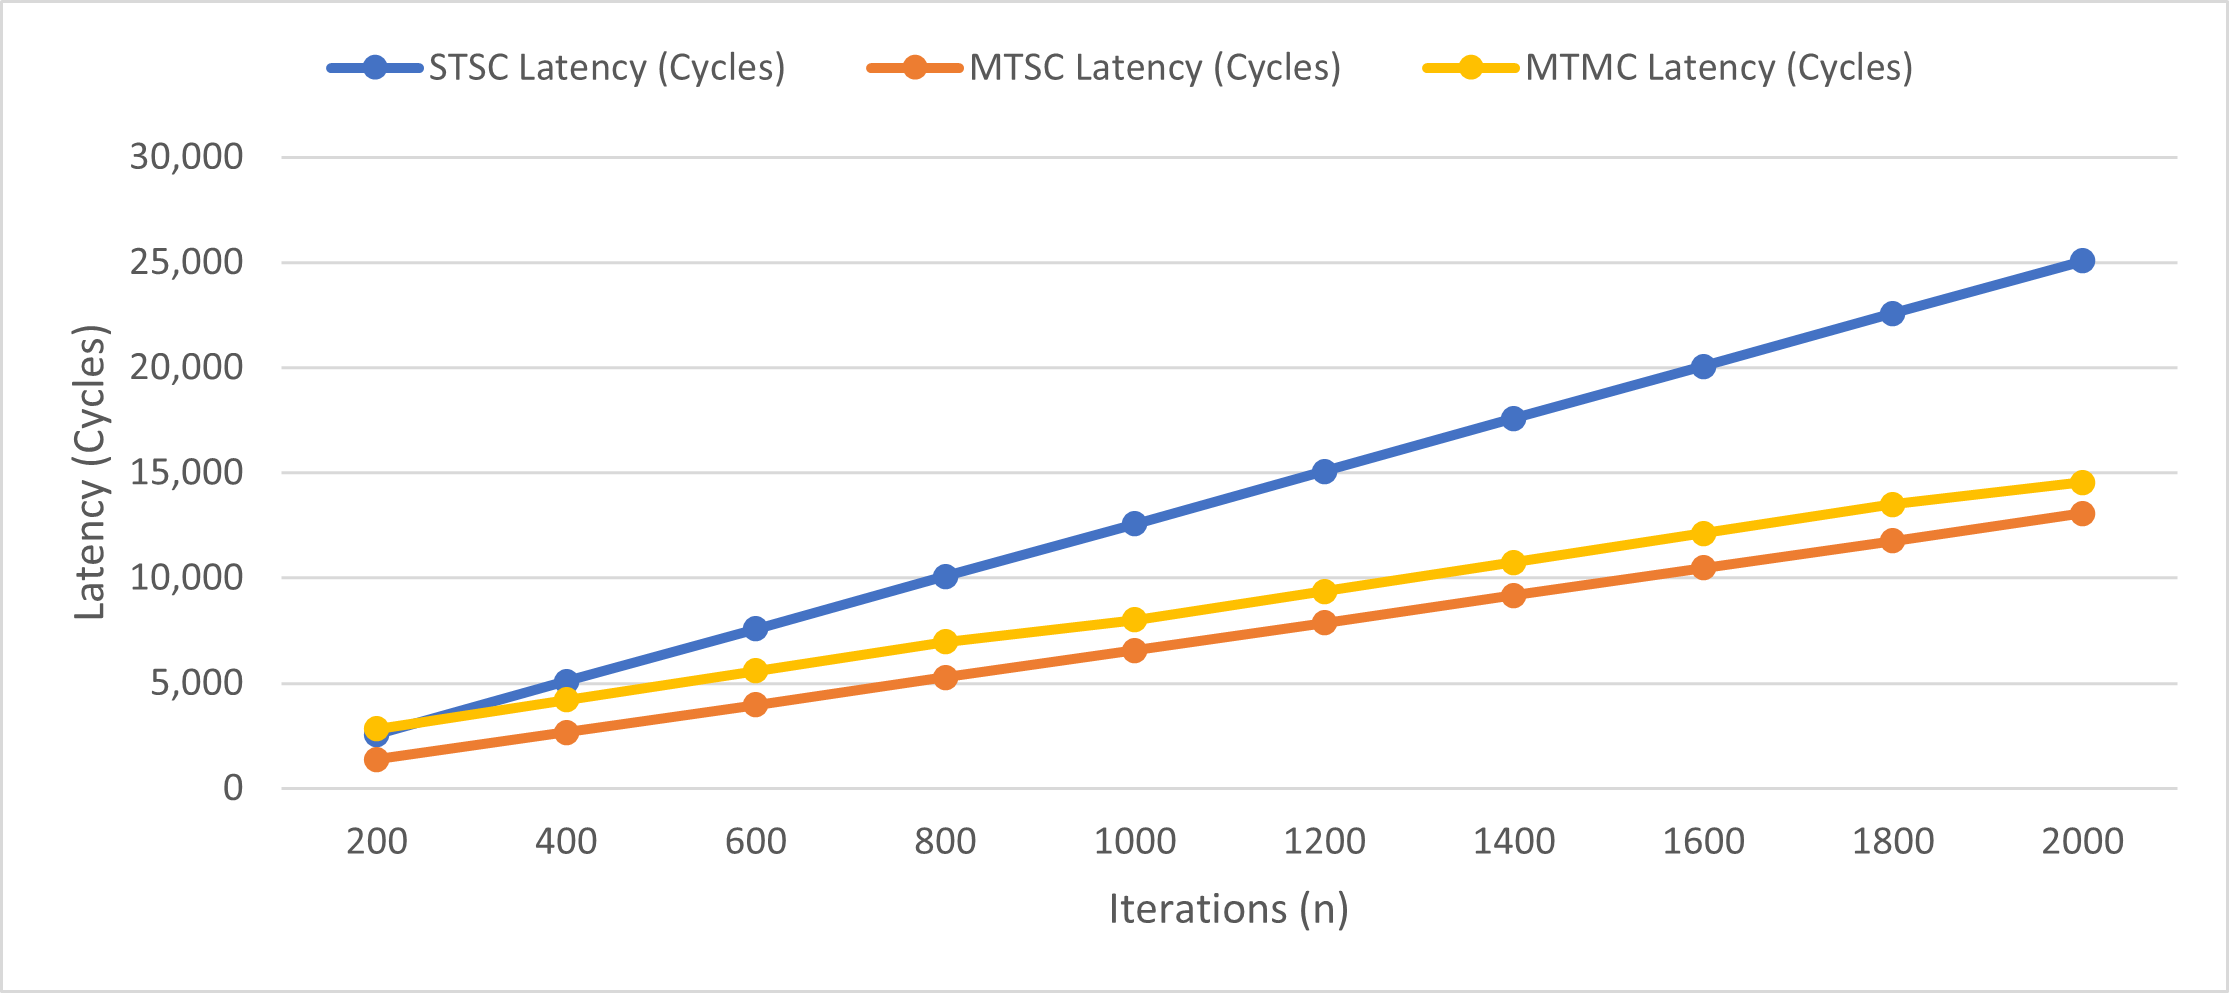 STSC Latency (Cycles) MTSC Latency (Cycles) MTMC Latency (Cycles)
30,000
25,000
20,000
15,000
10,000
5,000
0
Latency (Cycles)
200 400 600 800 1000 1200 1400 1600 1800 2000
Iterations (n)